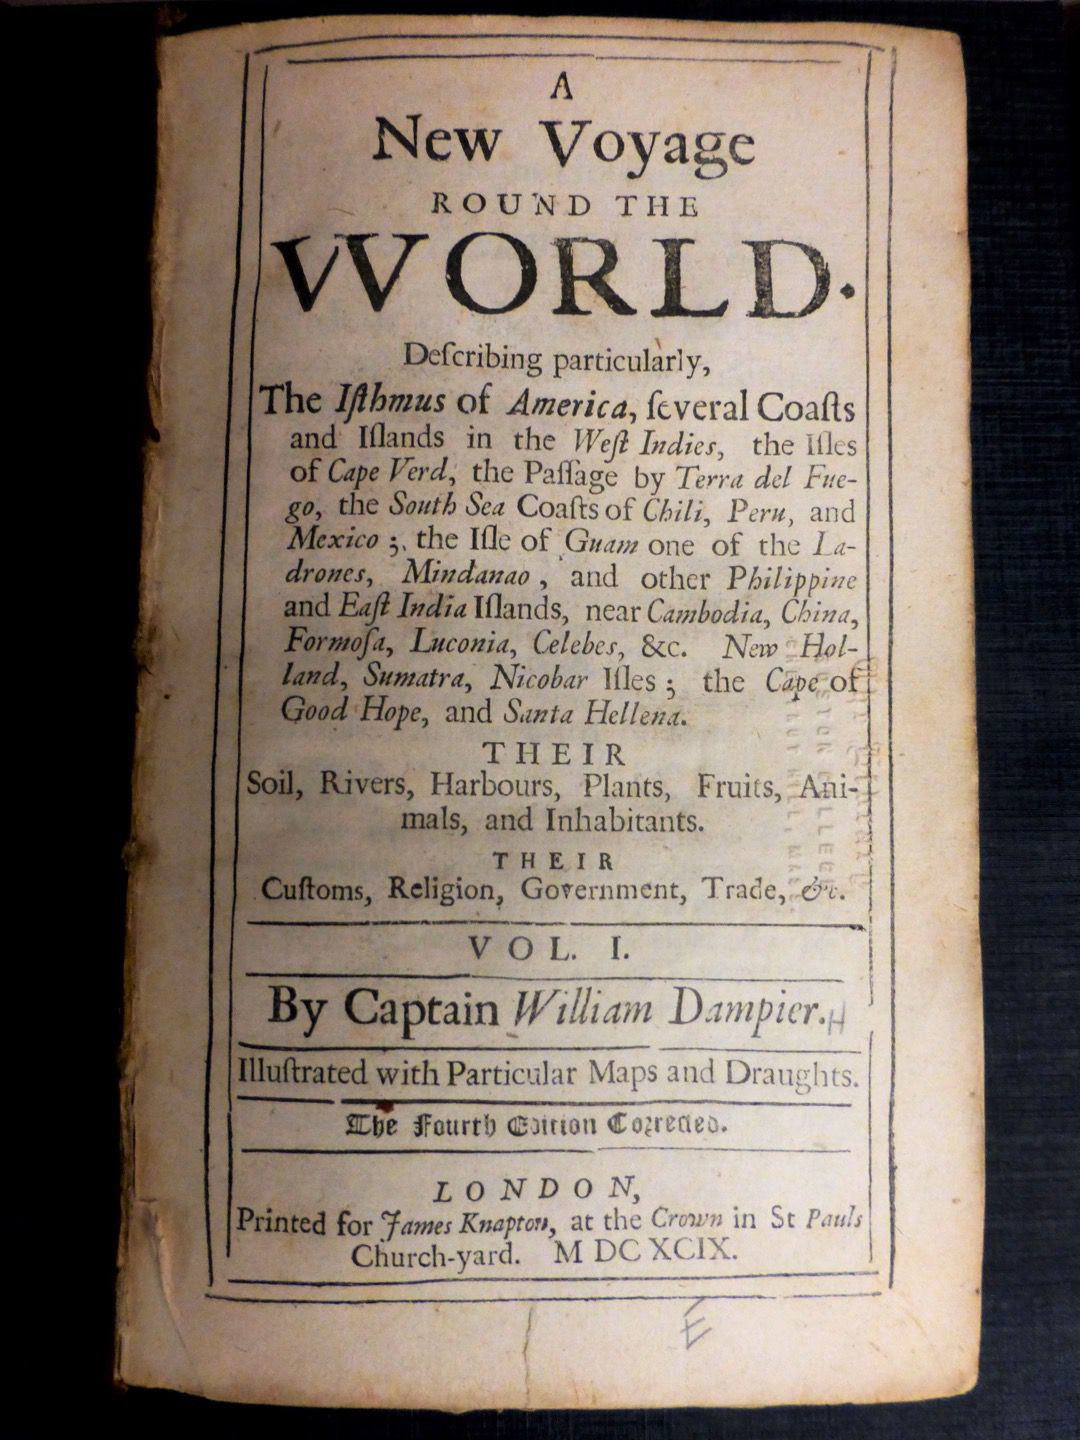 A
New Voyage
ROUND THE
WORLD.
Deſcribing particularly,
The Iſthmus of America, ſeveral Coaſts
and Iſlands in the Weſt Indies, the Iſles
of Cape Verd, the Paſſage by Terra del Fue-
go, the South Sea Coaſts of Chili, Peru, and
Mexico; the Iſle of Guam one of the La-
drones, Mindanao, and other Philippine
and Eaſt India Iſlands, near Cambodia, China,
Formoſa, Luconia, Celebes, &c. New Hol-
land, Sumatra, Nicobar Iſles; the Cape of
Good Hope, and Santa Hellena.
THEIR
Soil, Rivers, Harbours, Plants, Fruits, Ani-
mals, and Inhabitants.
THEIR
Cuſtoms, Religion, Government, Trade, &c.
VOL. I.
By Captain William Dampier.
Illuſtrated with Particular Maps and Draughts.
The Fourth Edition Corrected.
LONDON,
Printed for James Knapton, at the Crown in St Pauls
Church-yard. M DC XCIX.